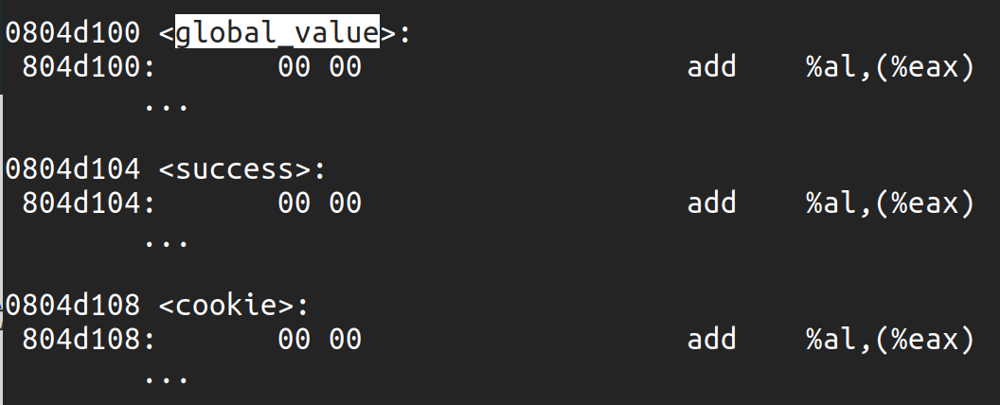 0804d100 <global_value>:
804d100: 00 00 add %al,(%eax)
...
0804d104 <success>:
804d104: 00 00 add %al,(%eax)
...
0804d108 <cookie>:
804d108: 00 00 add %al,(%eax)
...